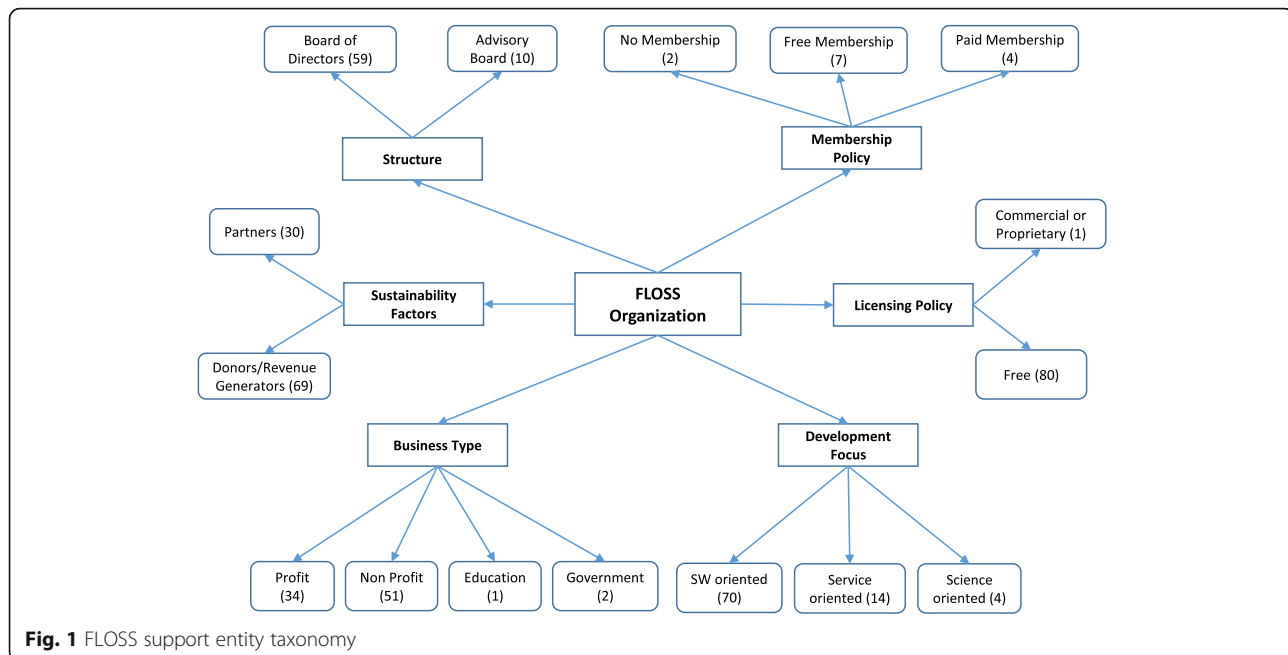 Board of
Directors (59)
Advisory
Board (10)
No Membership
(2)
Free Membership
(7)
Paid Membership
(4)
Structure
Membership
Policy
Partners (30)
Commercial or
Proprietary (1)
Sustainability
Factors
FLOSS
Organization
Licensing Policy
Donors/Revenue
Generators (69)
Free (80)
Business Type
Development
Focus
Profit
(34)
Non Profit
(51)
Education
(1)
Government
(2)
SW oriented
(70)
Service
oriented (14)
Science
oriented (4)
Fig. 1 FLOSS support entity taxonomy